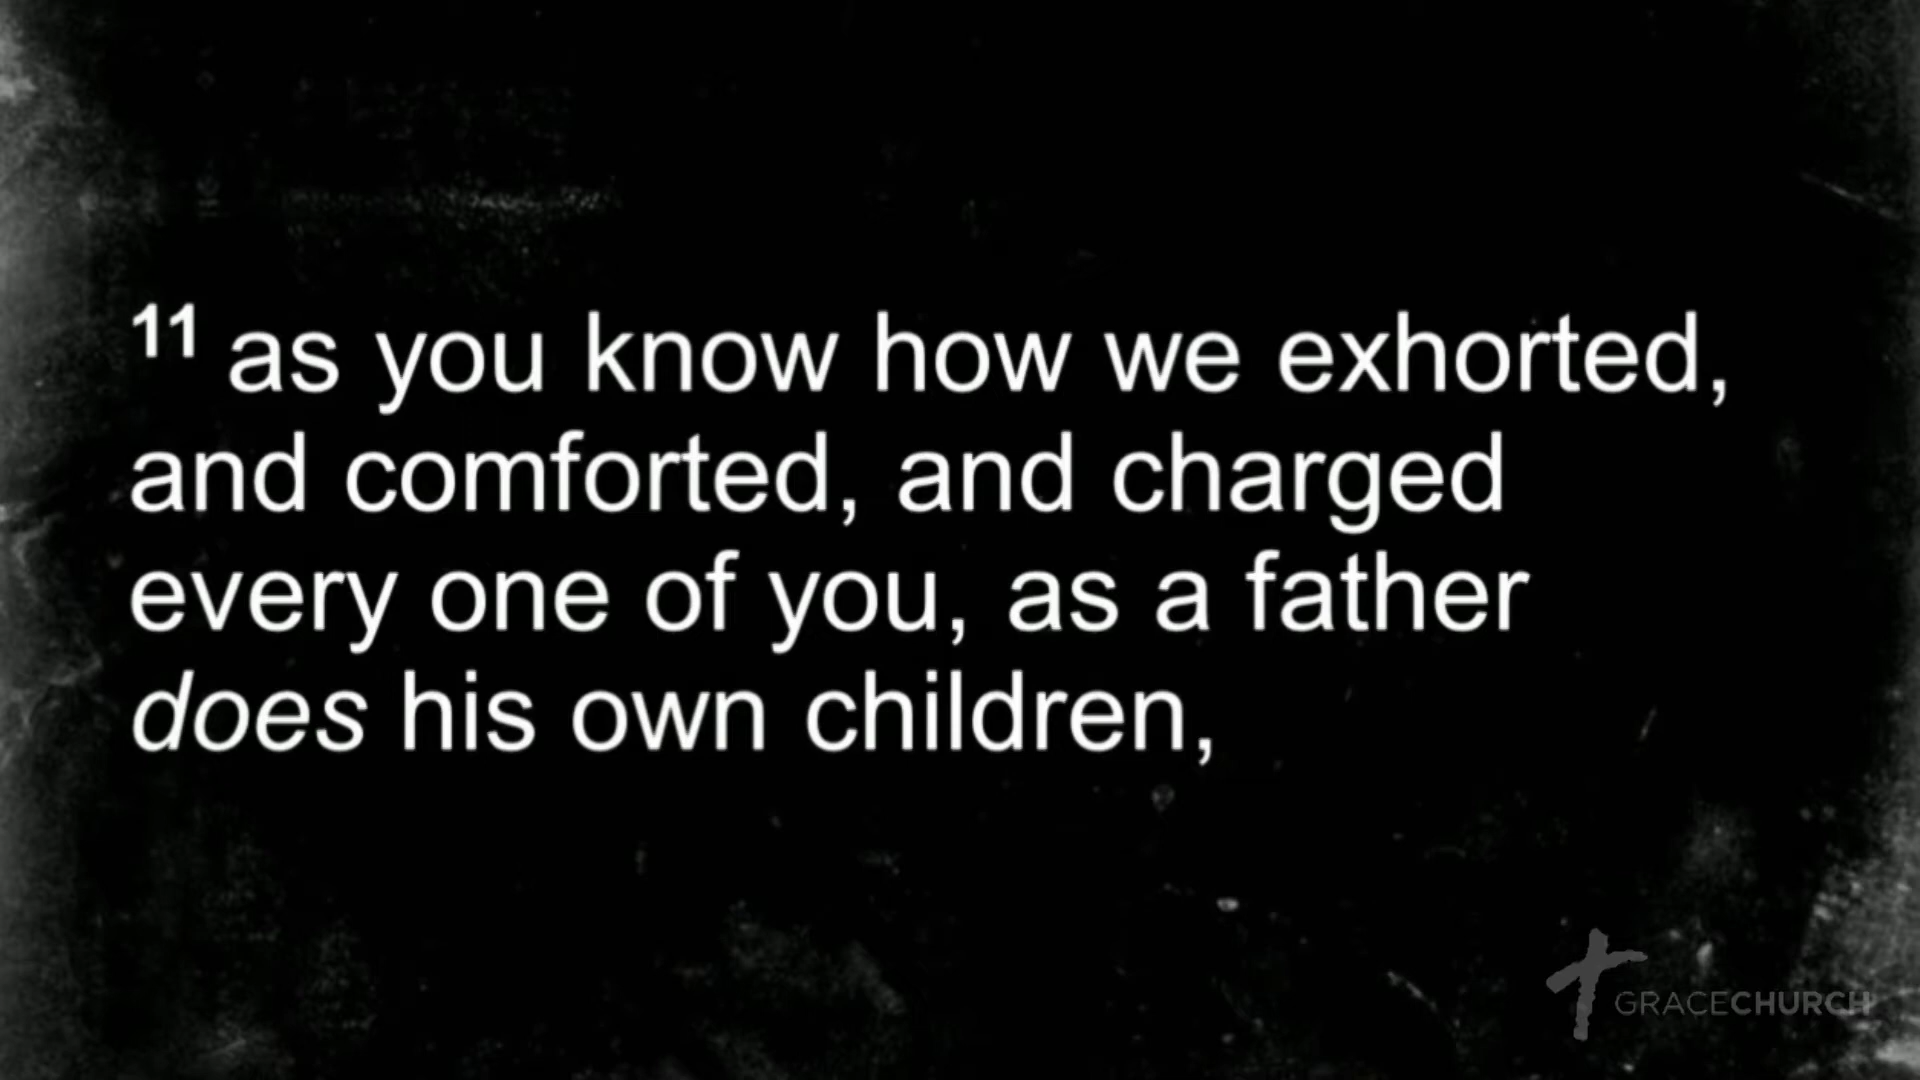 11 as you know how we exhorted,
and comforted, and charged
every one of you, as a father
does his own children,
GRACECHURCH